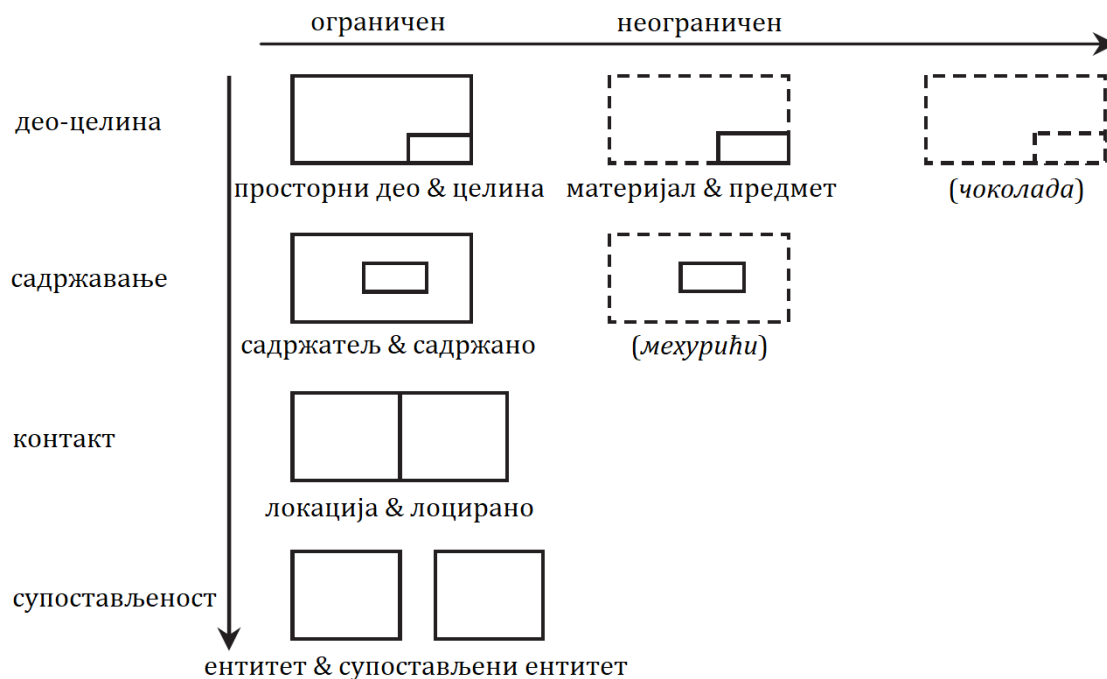 ограничен неограничен
део-целина
просторни део & целина материјал & предмет (чоколада)
садржавање
садржатељ & садржано (мехурићи)
контакт
локација & лоцирано
супостављеност
ентитет & супостављени ентитет